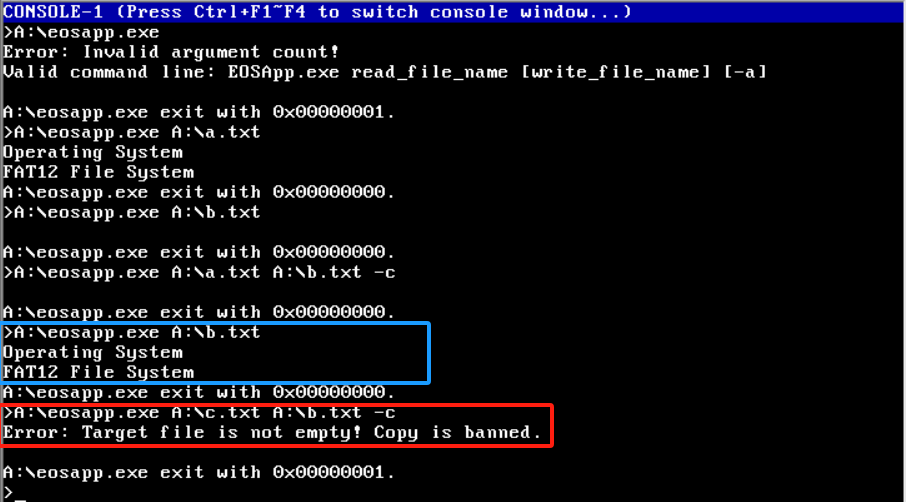 CONSOLE-1 (Press Ctrl+F1~F4 to switch console window...)
>A:\eosapp.exe
Error: Invalid argument count!
Valid command line: EOSApp.exe read_file_name [write_file_name] [-a]
A:\eosapp.exe exit with 0x00000001.
>A:\eosapp.exe A:\a.txt
Operating System
FAT12 File System
A:\eosapp.exe exit with 0x00000000.
>A:\eosapp.exe A:\b.txt
A:\eosapp.exe exit with 0x00000000.
>A:\eosapp.exe A:\a.txt A:\b.txt -c
A:\eosapp.exe exit with 0x00000000.
>A:\eosapp.exe A:\b.txt
Operating System
FAT12 File System
A:\eosapp.exe exit with 0x00000000.
>A:\eosapp.exe A:\c.txt A:\b.txt -c
Error: Target file is not empty! Copy is banned.
A:\eosapp.exe exit with 0x00000001.
>_